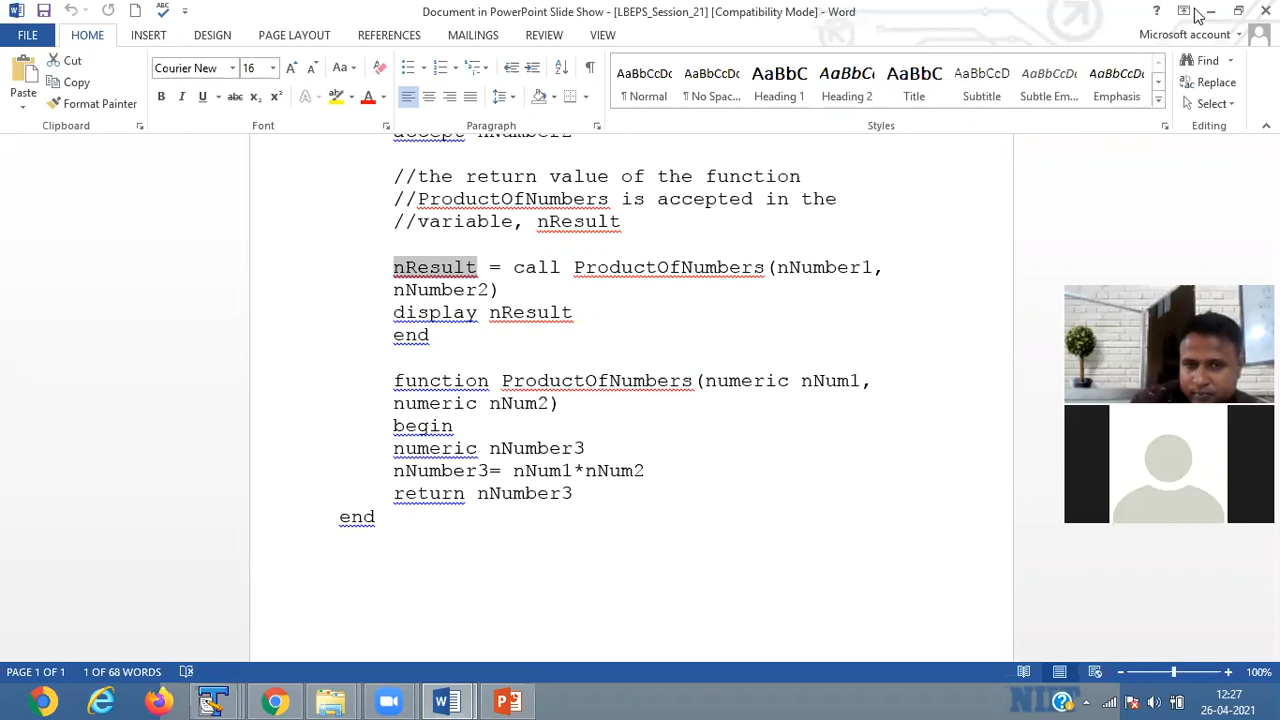 Document in PowerPoint Slide Show - [LBEPS_Session_21] [Compatibility Mode] - Word
FILE HOME INSERT DESIGN PAGE LAYOUT REFERENCES MAILINGS REVIEW VIEW Microsoft account
Paste Cut Copy Format Painter
Courier New 16
AaBbCcDc AaBbCcDc AaBbC AaBbCc AaBbC AaBbCcD AaBbCcDc AaBbCcDc
¶ Normal ¶ No Spac... Heading 1 Heading 2 Title Subtitle Subtle Em... Emphasis
Find Replace Select
Clipboard Font Paragraph Styles Editing
accept nNumber2
//the return value of the function
//ProductOfNumbers is accepted in the
//variable, nResult
nResult = call ProductOfNumbers(nNumber1,
nNumber2)
display nResult
end
function ProductOfNumbers(numeric nNum1,
numeric nNum2)
begin
numeric nNumber3
nNumber3= nNum1*nNum2
return nNumber3
end
PAGE 1 OF 1 1 OF 68 WORDS 100%
12:27
26-04-2021